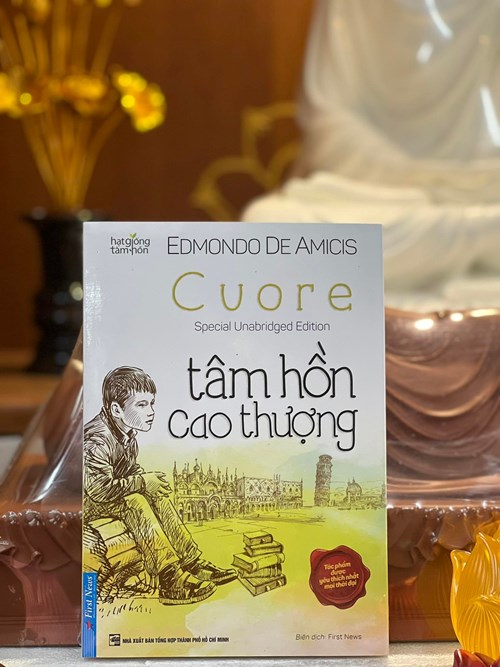 hạt giống
tâm hồn
EDMONDO DE AMICIS
Cuore
Special Unabridged Edition
tâm hồn
cao thượng
Tác phẩm
được
yêu thích nhất
mọi thời đại
First News
NHÀ XUẤT BẢN TỔNG HỢP THÀNH PHỐ HỒ CHÍ MINH
Biên dịch: First News